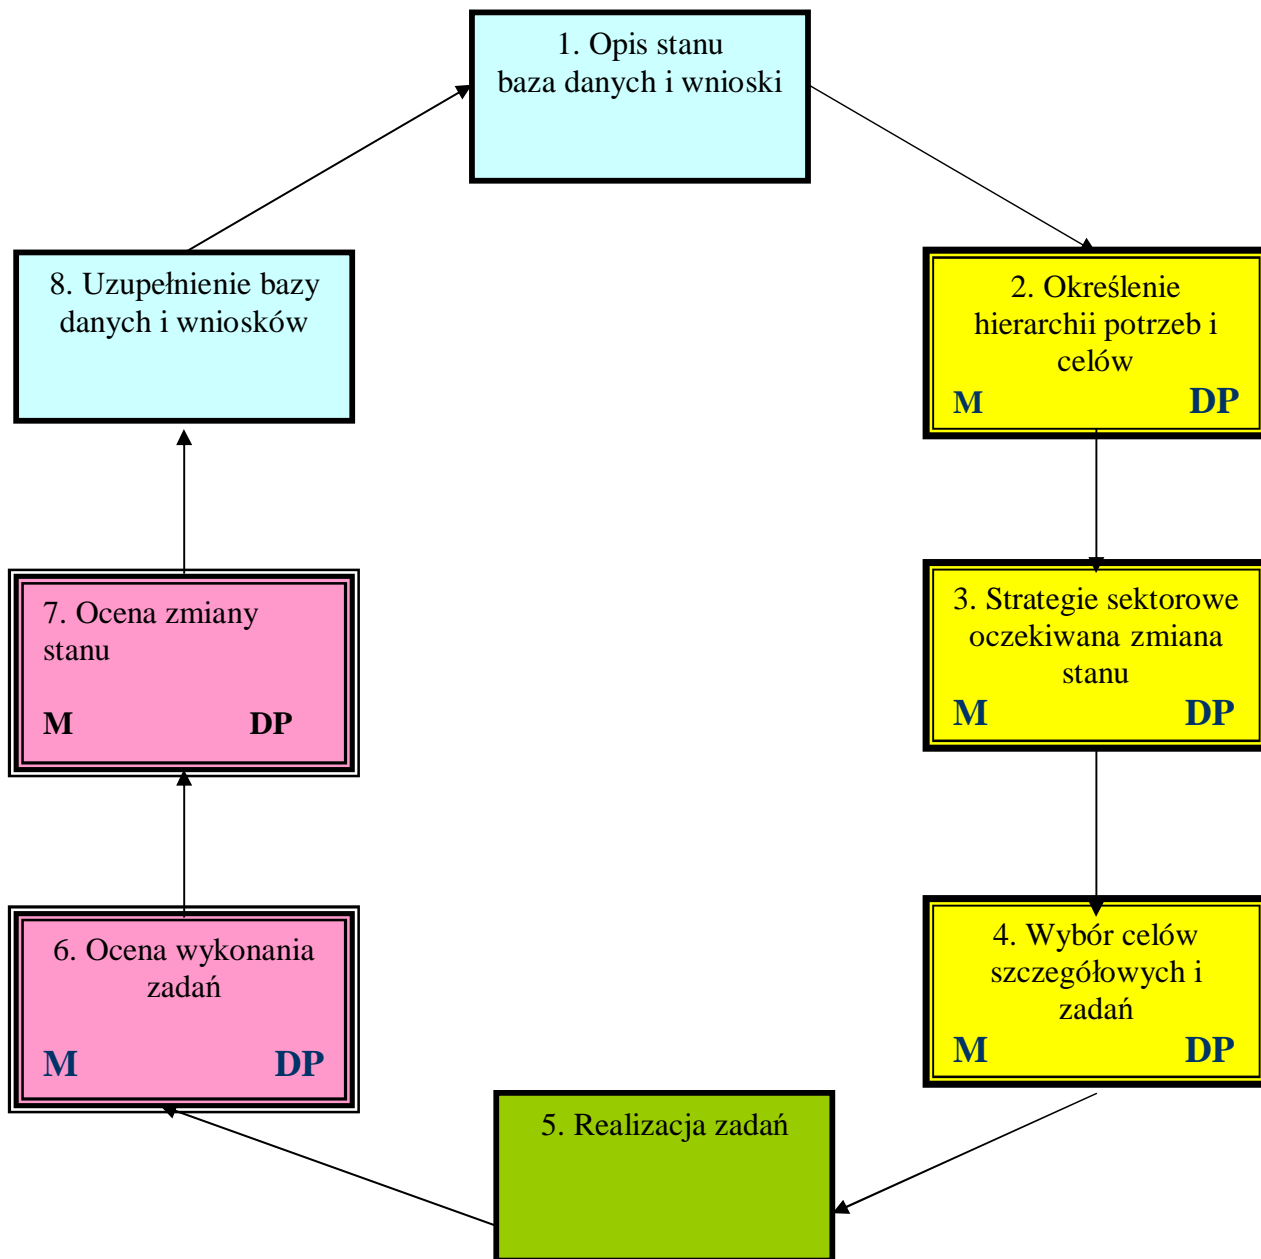 1. Opis stanu
baza danych i wnioski
2. Określenie
hierarchii potrzeb i
celów
M DP
3. Strategie sektorowe
oczekiwana zmiana
stanu
M DP
4. Wybór celów
szczegółowych i
zadań
M DP
5. Realizacja zadań
6. Ocena wykonania
zadań
M DP
7. Ocena zmiany
stanu
M DP
8. Uzupełnienie bazy
danych i wniosków